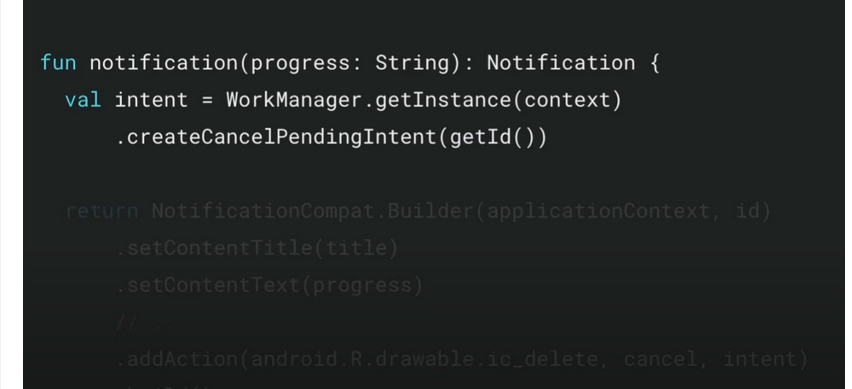 fun notification(progress: String): Notification {
val intent = WorkManager.getInstance(context)
.createCancelPendingIntent(getId())
return NotificationCompat.Builder(applicationContext, id)
.setContentTitle(title)
.setContentText(progress)
//
.addAction(android.R.drawable.ic_delete, cancel, intent)